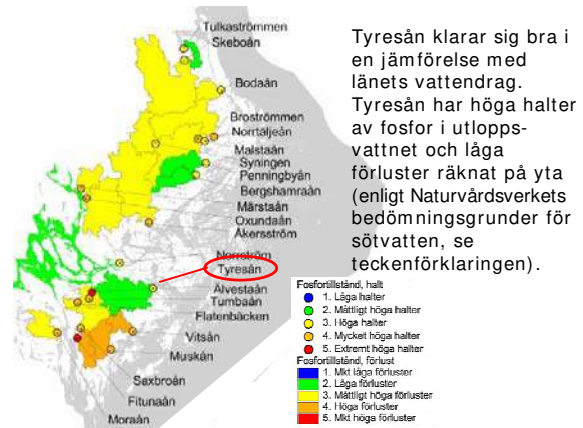 Tulkaströmmen
Skeboån
Bodaån
Broströmmen
Norrtäljeån
Malstaån
Syningen
Penningbyån
Bergshamraån
Märstaån
Oxundaån
Åkersström
Norrström
Tyresån
Älvestaån
Tumbaån
Flatenbäcken
Vitsån
Muskån
Saxbroån
Fitunaån
Moraån
Tyresån klarar sig bra i
en jämförelse med
länets vattendrag.
Tyresån har höga halter
av fosfor i utlopps-
vattnet och låga
förluster räknat på yta
(enligt Naturvårdsverkets
bedömningsgrunder för
sötvatten, se
teckenförklaringen).
Fosfortillstånd, halt
1. Låga halter
2. Måttligt höga halter
3. Höga halter
4. Mycket höga halter
5. Extremt höga halter
Fosfortillstånd, förlust
1. Mkt låga förluster
2. Låga förluster
3. Måttligt höga förluster
4. Höga förluster
5. Mkt höga förluster